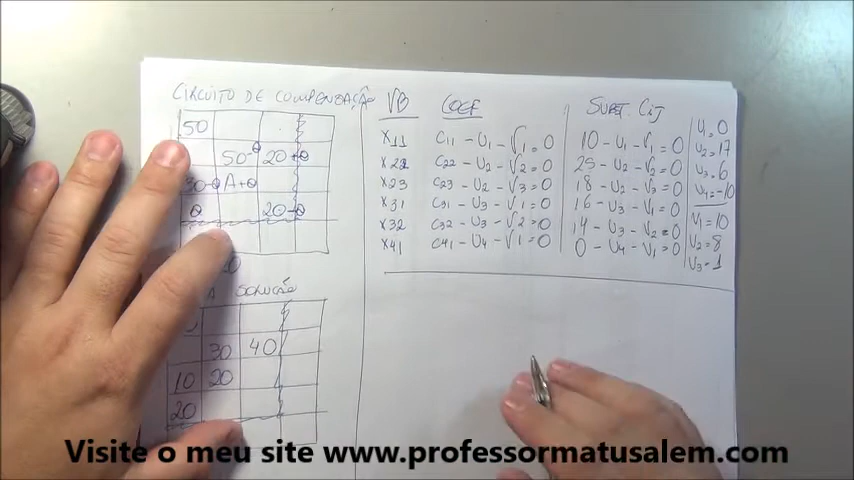 CIRCUITO DE COMPENSAÇÃO
50
50-θ 20+θ
30-θ A+θ
θ 20-θ
SOLUÇÃO
30 40
10 20
20
VB COEF
X11 C11 - U1 - V1 = 0
X22 C22 - U2 - V2 = 0
X23 C23 - U2 - V3 = 0
X31 C31 - U3 - V1 = 0
X32 C32 - U3 - V2 = 0
X41 C41 - U4 - V1 = 0
SUBST. Cij
10 - U1 - V1 = 0
25 - U2 - V2 = 0
18 - U2 - V3 = 0
16 - U3 - V1 = 0
14 - U3 - V2 = 0
0 - U4 - V1 = 0
U1 = 0
U2 = 17
U3 = 6
U4 = -10
V1 = 10
V2 = 8
V3 = 1
Visite o meu site www.professormatusalem.com